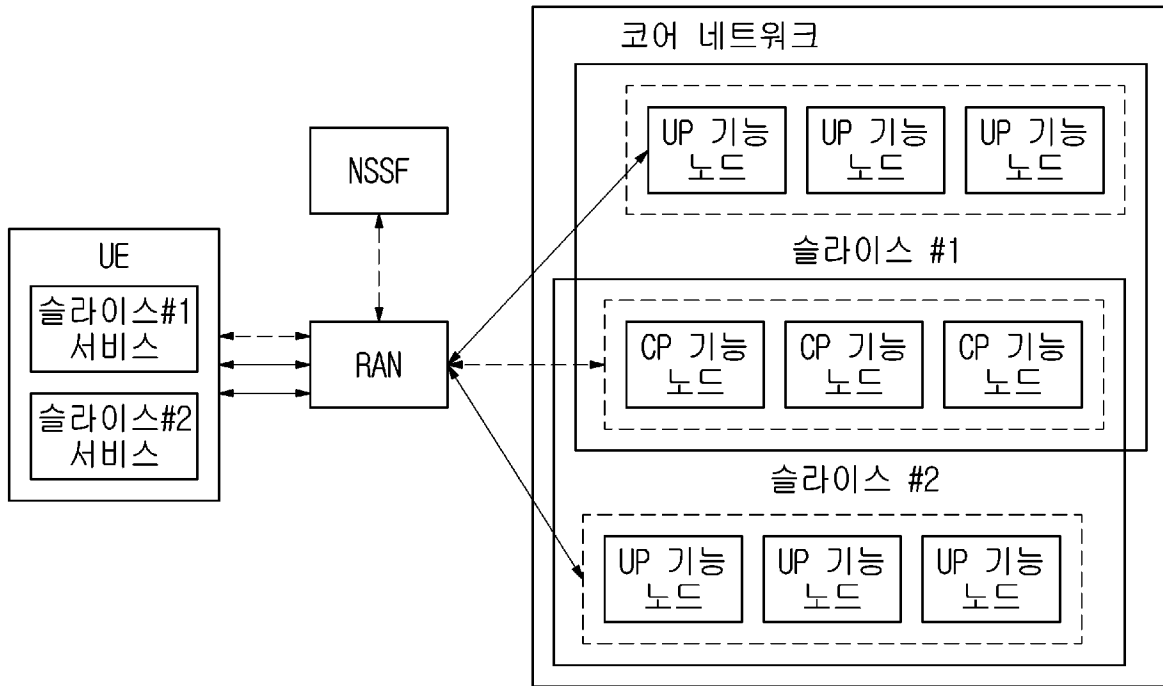 코어 네트워크
UP 기능
노드
UP 기능
노드
UP 기능
노드
슬라이스 #1
NSSF
UE
슬라이스#1
서비스
슬라이스#2
서비스
RAN
CP 기능
노드
CP 기능
노드
CP 기능
노드
슬라이스 #2
UP 기능
노드
UP 기능
노드
UP 기능
노드